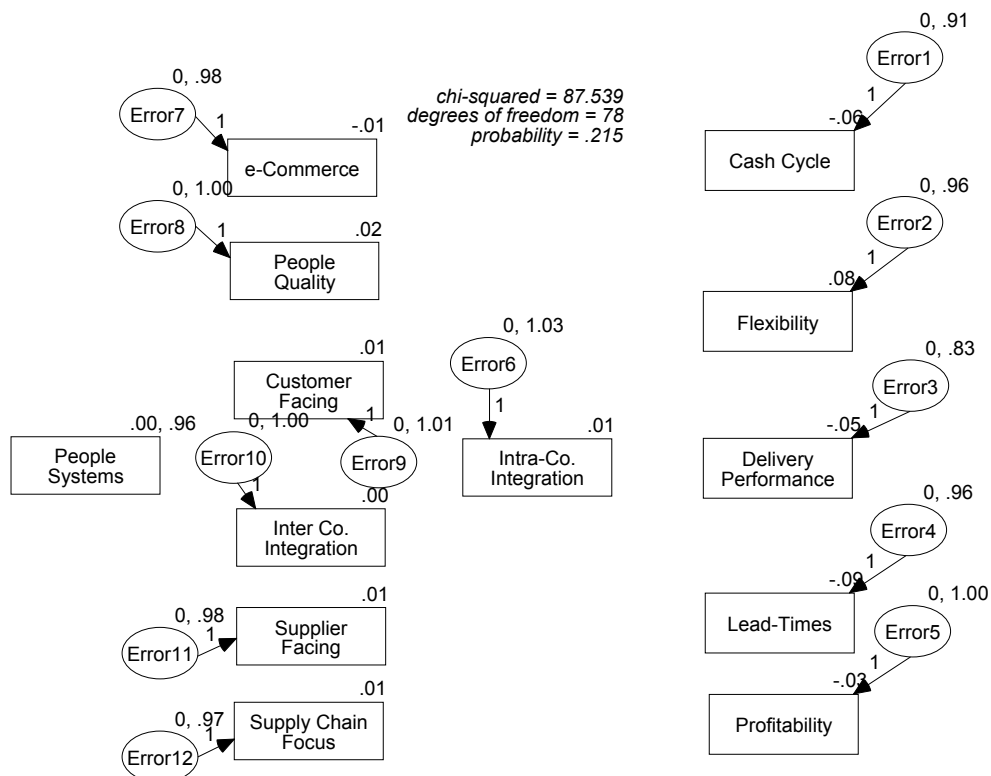 0, .91
Error1
1
-.06
Cash Cycle
0, .98
Error7
1
-.01
e-Commerce
chi-squared = 87.539
degrees of freedom = 78
probability = .215
0, 1.00
Error8
1
.02
People
Quality
0, .96
Error2
1
.08
Flexibility
0, 1.03
Error6
1
.01
Intra-Co.
Integration
.01
Customer
Facing
1
0, 1.01
Error9
0, .83
Error3
1
-.05
Delivery
Performance
.00, .96
People
Systems
0, 1.00
Error10
1
.00
Inter Co.
Integration
0, .96
Error4
1
-.09
Lead-Times
0, .98
Error11
1
.01
Supplier
Facing
0, 1.00
Error5
1
-.03
Profitability
0, .97
Error12
1
.01
Supply Chain
Focus